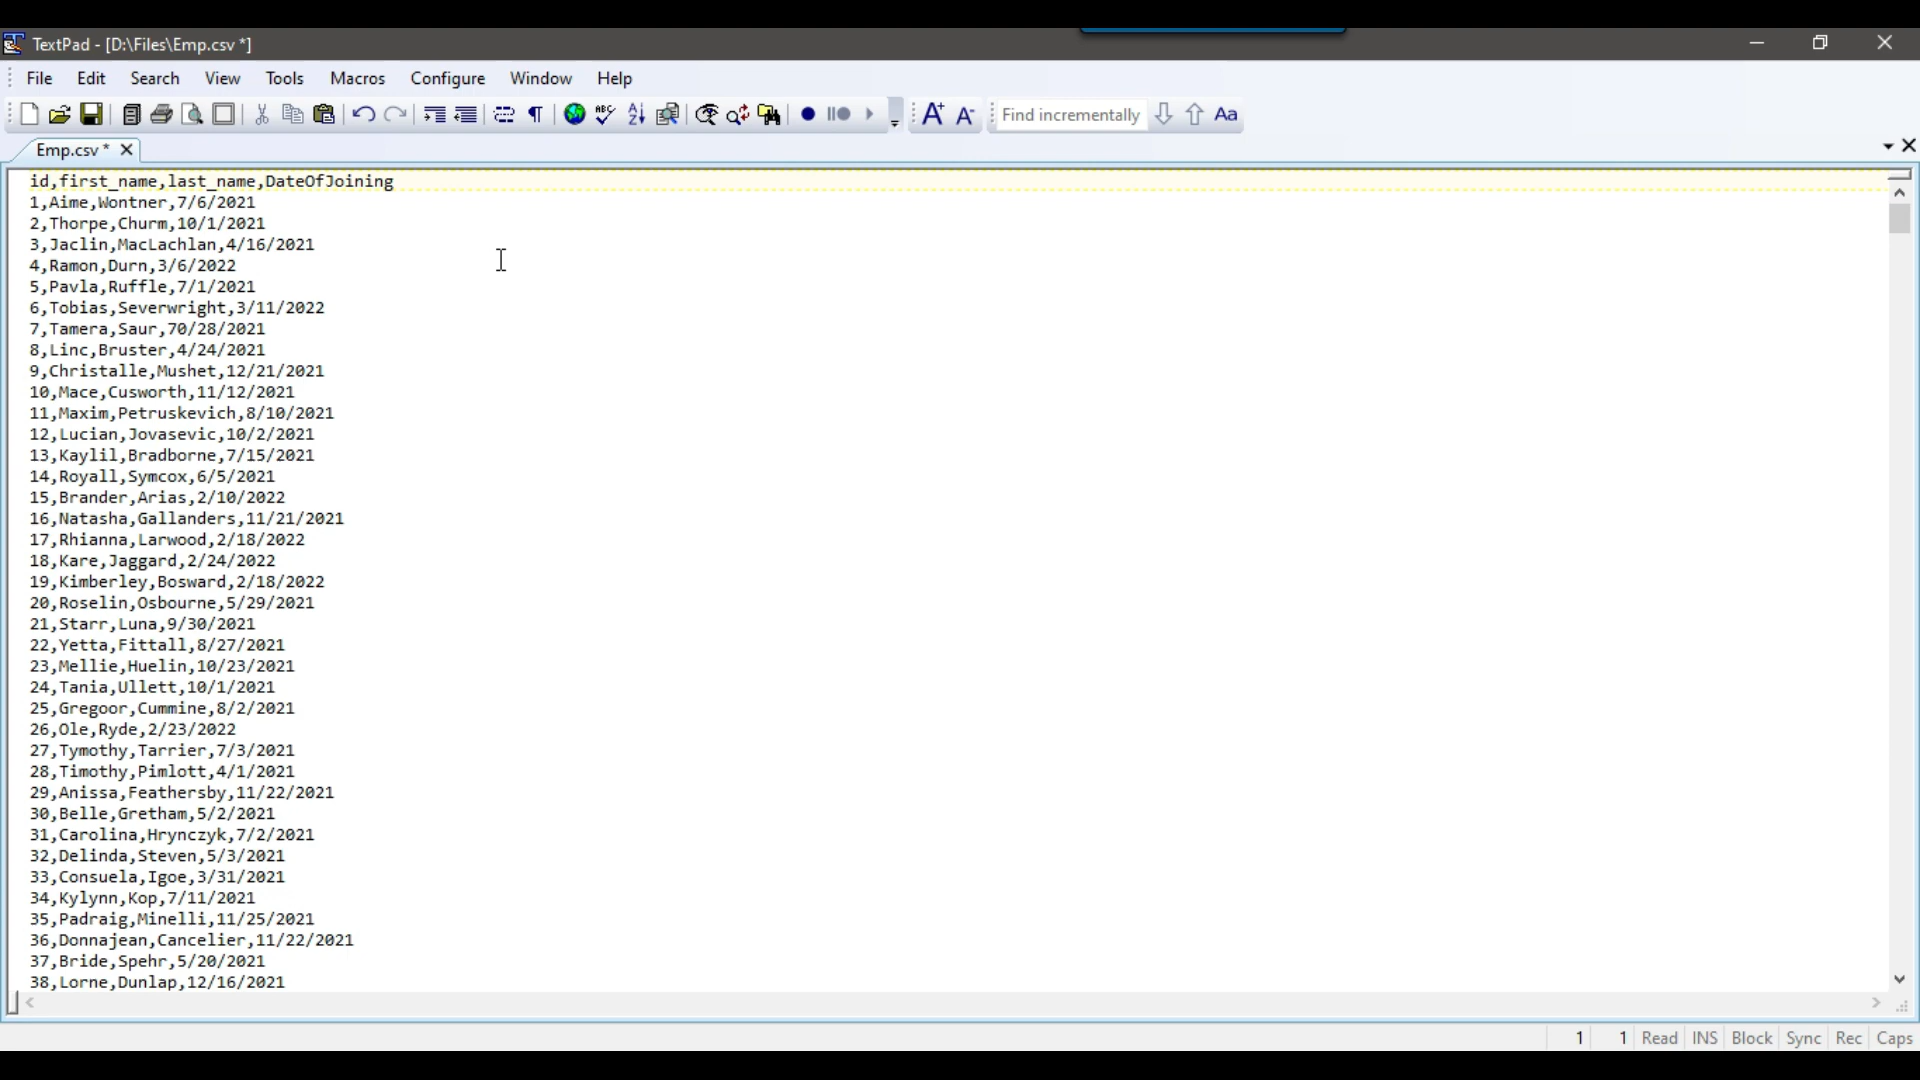 TextPad - [D:\Files\Emp.csv *]
File Edit Search View Tools Macros Configure Window Help
Find incrementally
Emp.csv *
id,first_name,last_name,DateOfJoining
1,Aime,Wontner,7/6/2021
2,Thorpe,Churm,10/1/2021
3,Jaclin,MacLachlan,4/16/2021
4,Ramon,Durn,3/6/2022
5,Pavla,Ruffle,7/1/2021
6,Tobias,Severwright,3/11/2022
7,Tamera,Saur,70/28/2021
8,Linc,Bruster,4/24/2021
9,Christalle,Mushet,12/21/2021
10,Mace,Cusworth,11/12/2021
11,Maxim,Petruskevich,8/10/2021
12,Lucian,Jovasevic,10/2/2021
13,Kaylil,Bradborne,7/15/2021
14,Royall,Symcox,6/5/2021
15,Brander,Arias,2/10/2022
16,Natasha,Gallanders,11/21/2021
17,Rhianna,Larwood,2/18/2022
18,Kare,Jaggard,2/24/2022
19,Kimberley,Bosward,2/18/2022
20,Roselin,Osbourne,5/29/2021
21,Starr,Luna,9/30/2021
22,Yetta,Fittall,8/27/2021
23,Mellie,Huelin,10/23/2021
24,Tania,Ullett,10/1/2021
25,Gregoor,Cummine,8/2/2021
26,Ole,Ryde,2/23/2022
27,Tymothy,Tarrier,7/3/2021
28,Timothy,Pimlott,4/1/2021
29,Anissa,Feathersby,11/22/2021
30,Belle,Gretham,5/2/2021
31,Carolina,Hrynczyk,7/2/2021
32,Delinda,Steven,5/3/2021
33,Consuela,Igoe,3/31/2021
34,Kylynn,Kop,7/11/2021
35,Padraig,Minelli,11/25/2021
36,Donnajean,Cancelier,11/22/2021
37,Bride,Spehr,5/20/2021
38,Lorne,Dunlap,12/16/2021
1 1 Read INS Block Sync Rec Caps